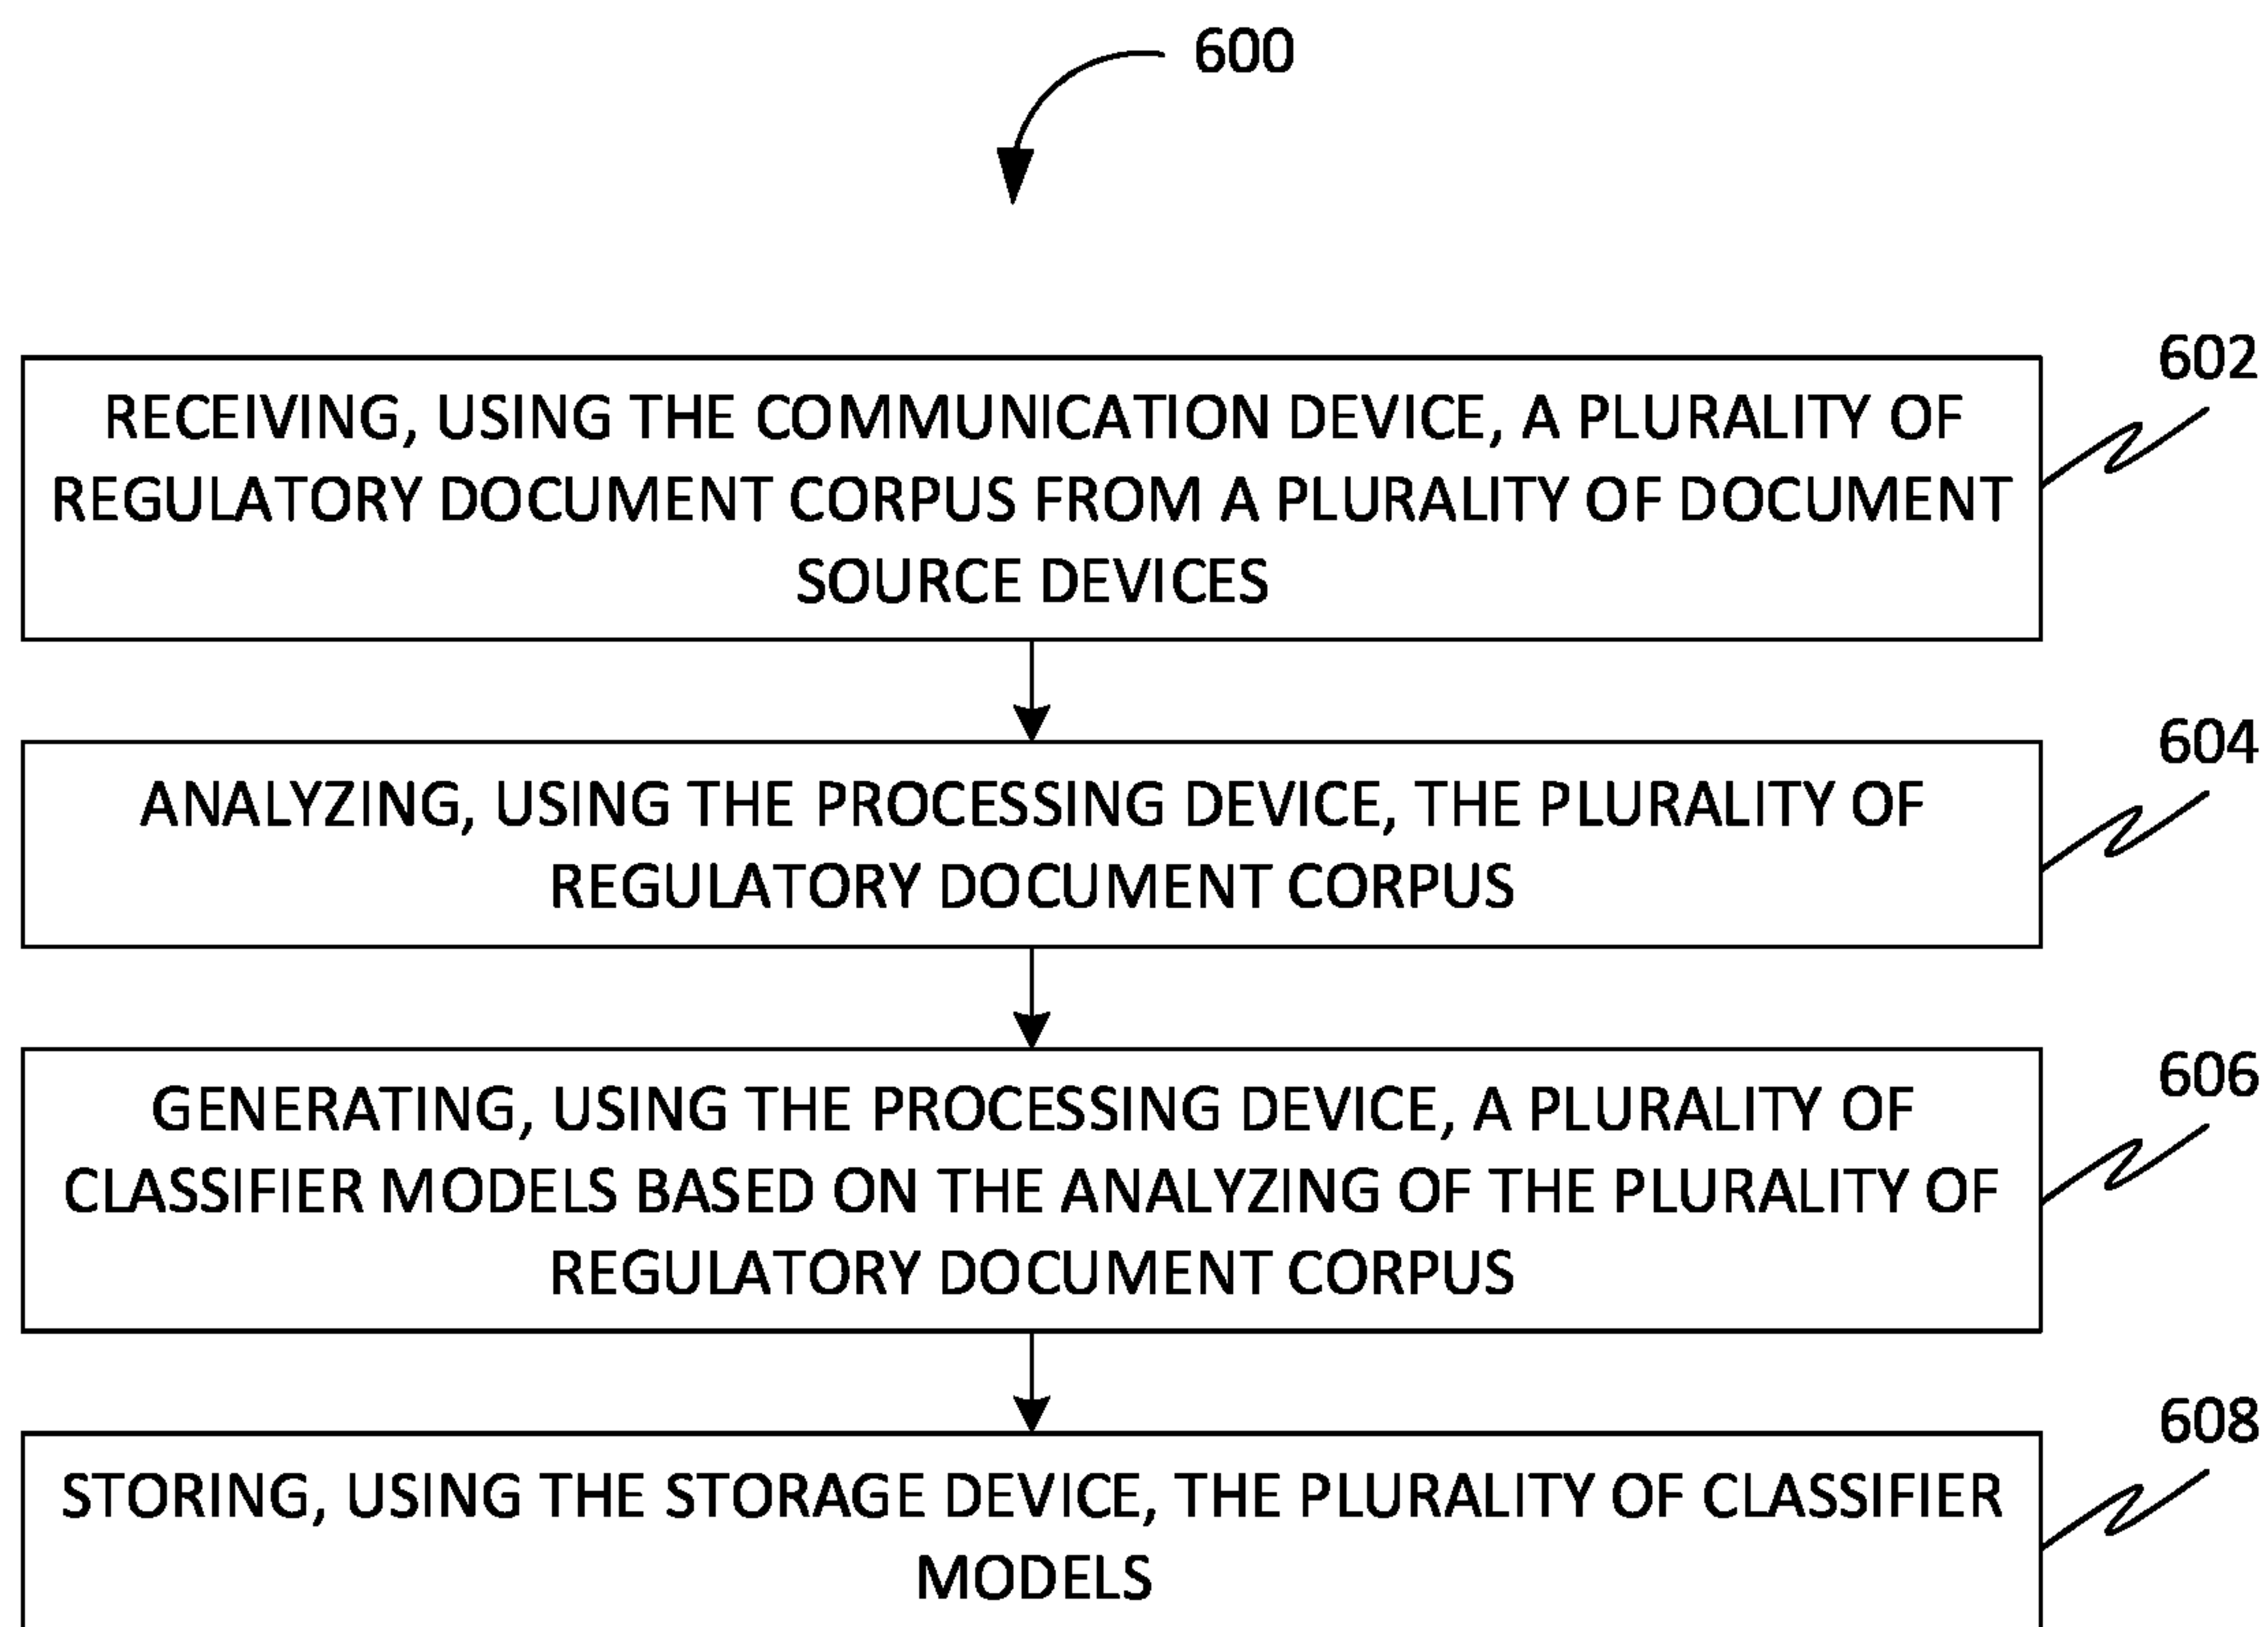 600
602
RECEIVING, USING THE COMMUNICATION DEVICE, A PLURALITY OF
REGULATORY DOCUMENT CORPUS FROM A PLURALITY OF DOCUMENT
SOURCE DEVICES
604
ANALYZING, USING THE PROCESSING DEVICE, THE PLURALITY OF
REGULATORY DOCUMENT CORPUS
606
GENERATING, USING THE PROCESSING DEVICE, A PLURALITY OF
CLASSIFIER MODELS BASED ON THE ANALYZING OF THE PLURALITY OF
REGULATORY DOCUMENT CORPUS
608
STORING, USING THE STORAGE DEVICE, THE PLURALITY OF CLASSIFIER
MODELS